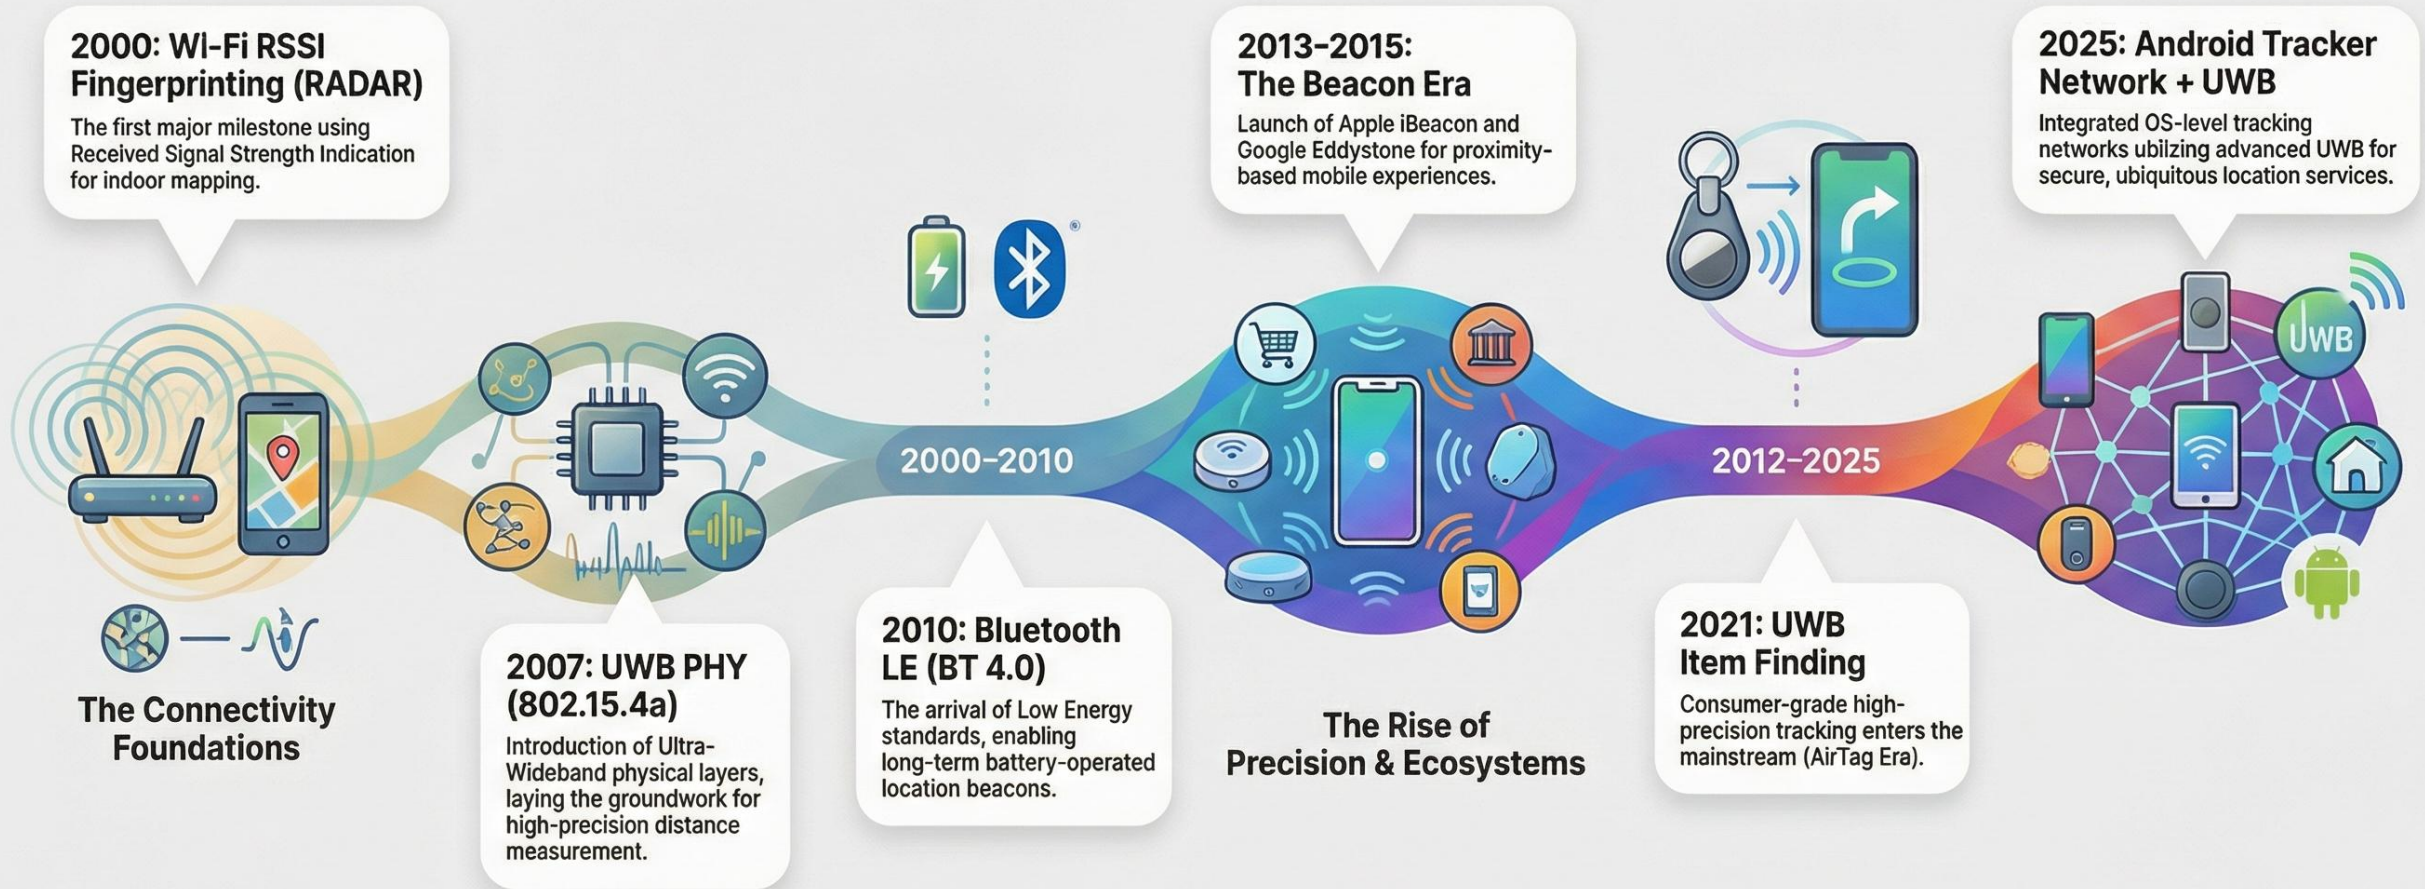 2000: Wi-Fi RSSI
Fingerprinting (RADAR)
The first major milestone using
Received Signal Strength Indication
for indoor mapping.
The Connectivity
Foundations
2007: UWB PHY
(802.15.4a)
Introduction of Ultra-
Wideband physical layers,
laying the groundwork for
high-precision distance
measurement.
2000–2010
2010: Bluetooth
LE (BT 4.0)
The arrival of Low Energy
standards, enabling
long-term battery-operated
location beacons.
®
2013–2015:
The Beacon Era
Launch of Apple iBeacon and
Google Eddystone for proximity-
based mobile experiences.
The Rise of
Precision & Ecosystems
2012–2025
2021: UWB
Item Finding
Consumer-grade high-
precision tracking enters the
mainstream (AirTag Era).
2025: Android Tracker
Network + UWB
Integrated OS-level tracking
networks ubilzing advanced UWB for
secure, ubiquitous location services.
UWB